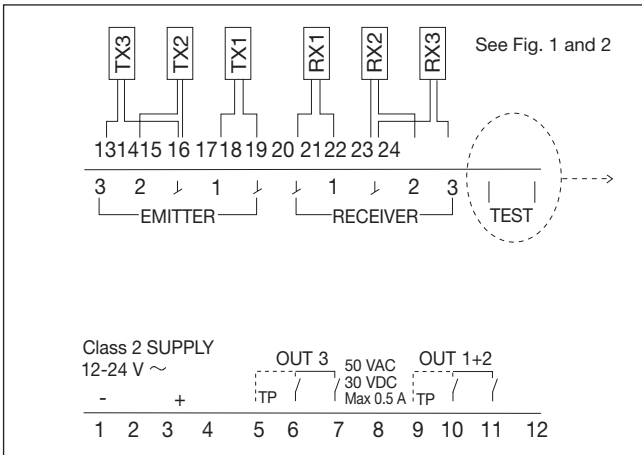 See Fig. 1 and 2
TX3 TX2 TX1 RX1 RX2 RX3
13 14 15 16 17 18 19 20 21 22 23 24
3 2 1 1 2 3
EMITTER RECEIVER TEST
Class 2 SUPPLY
12-24 V ~
OUT 3
50 VAC
30 VDC
Max 0.5 A
OUT 1+2
- + TP TP
1 2 3 4 5 6 7 8 9 10 11 12